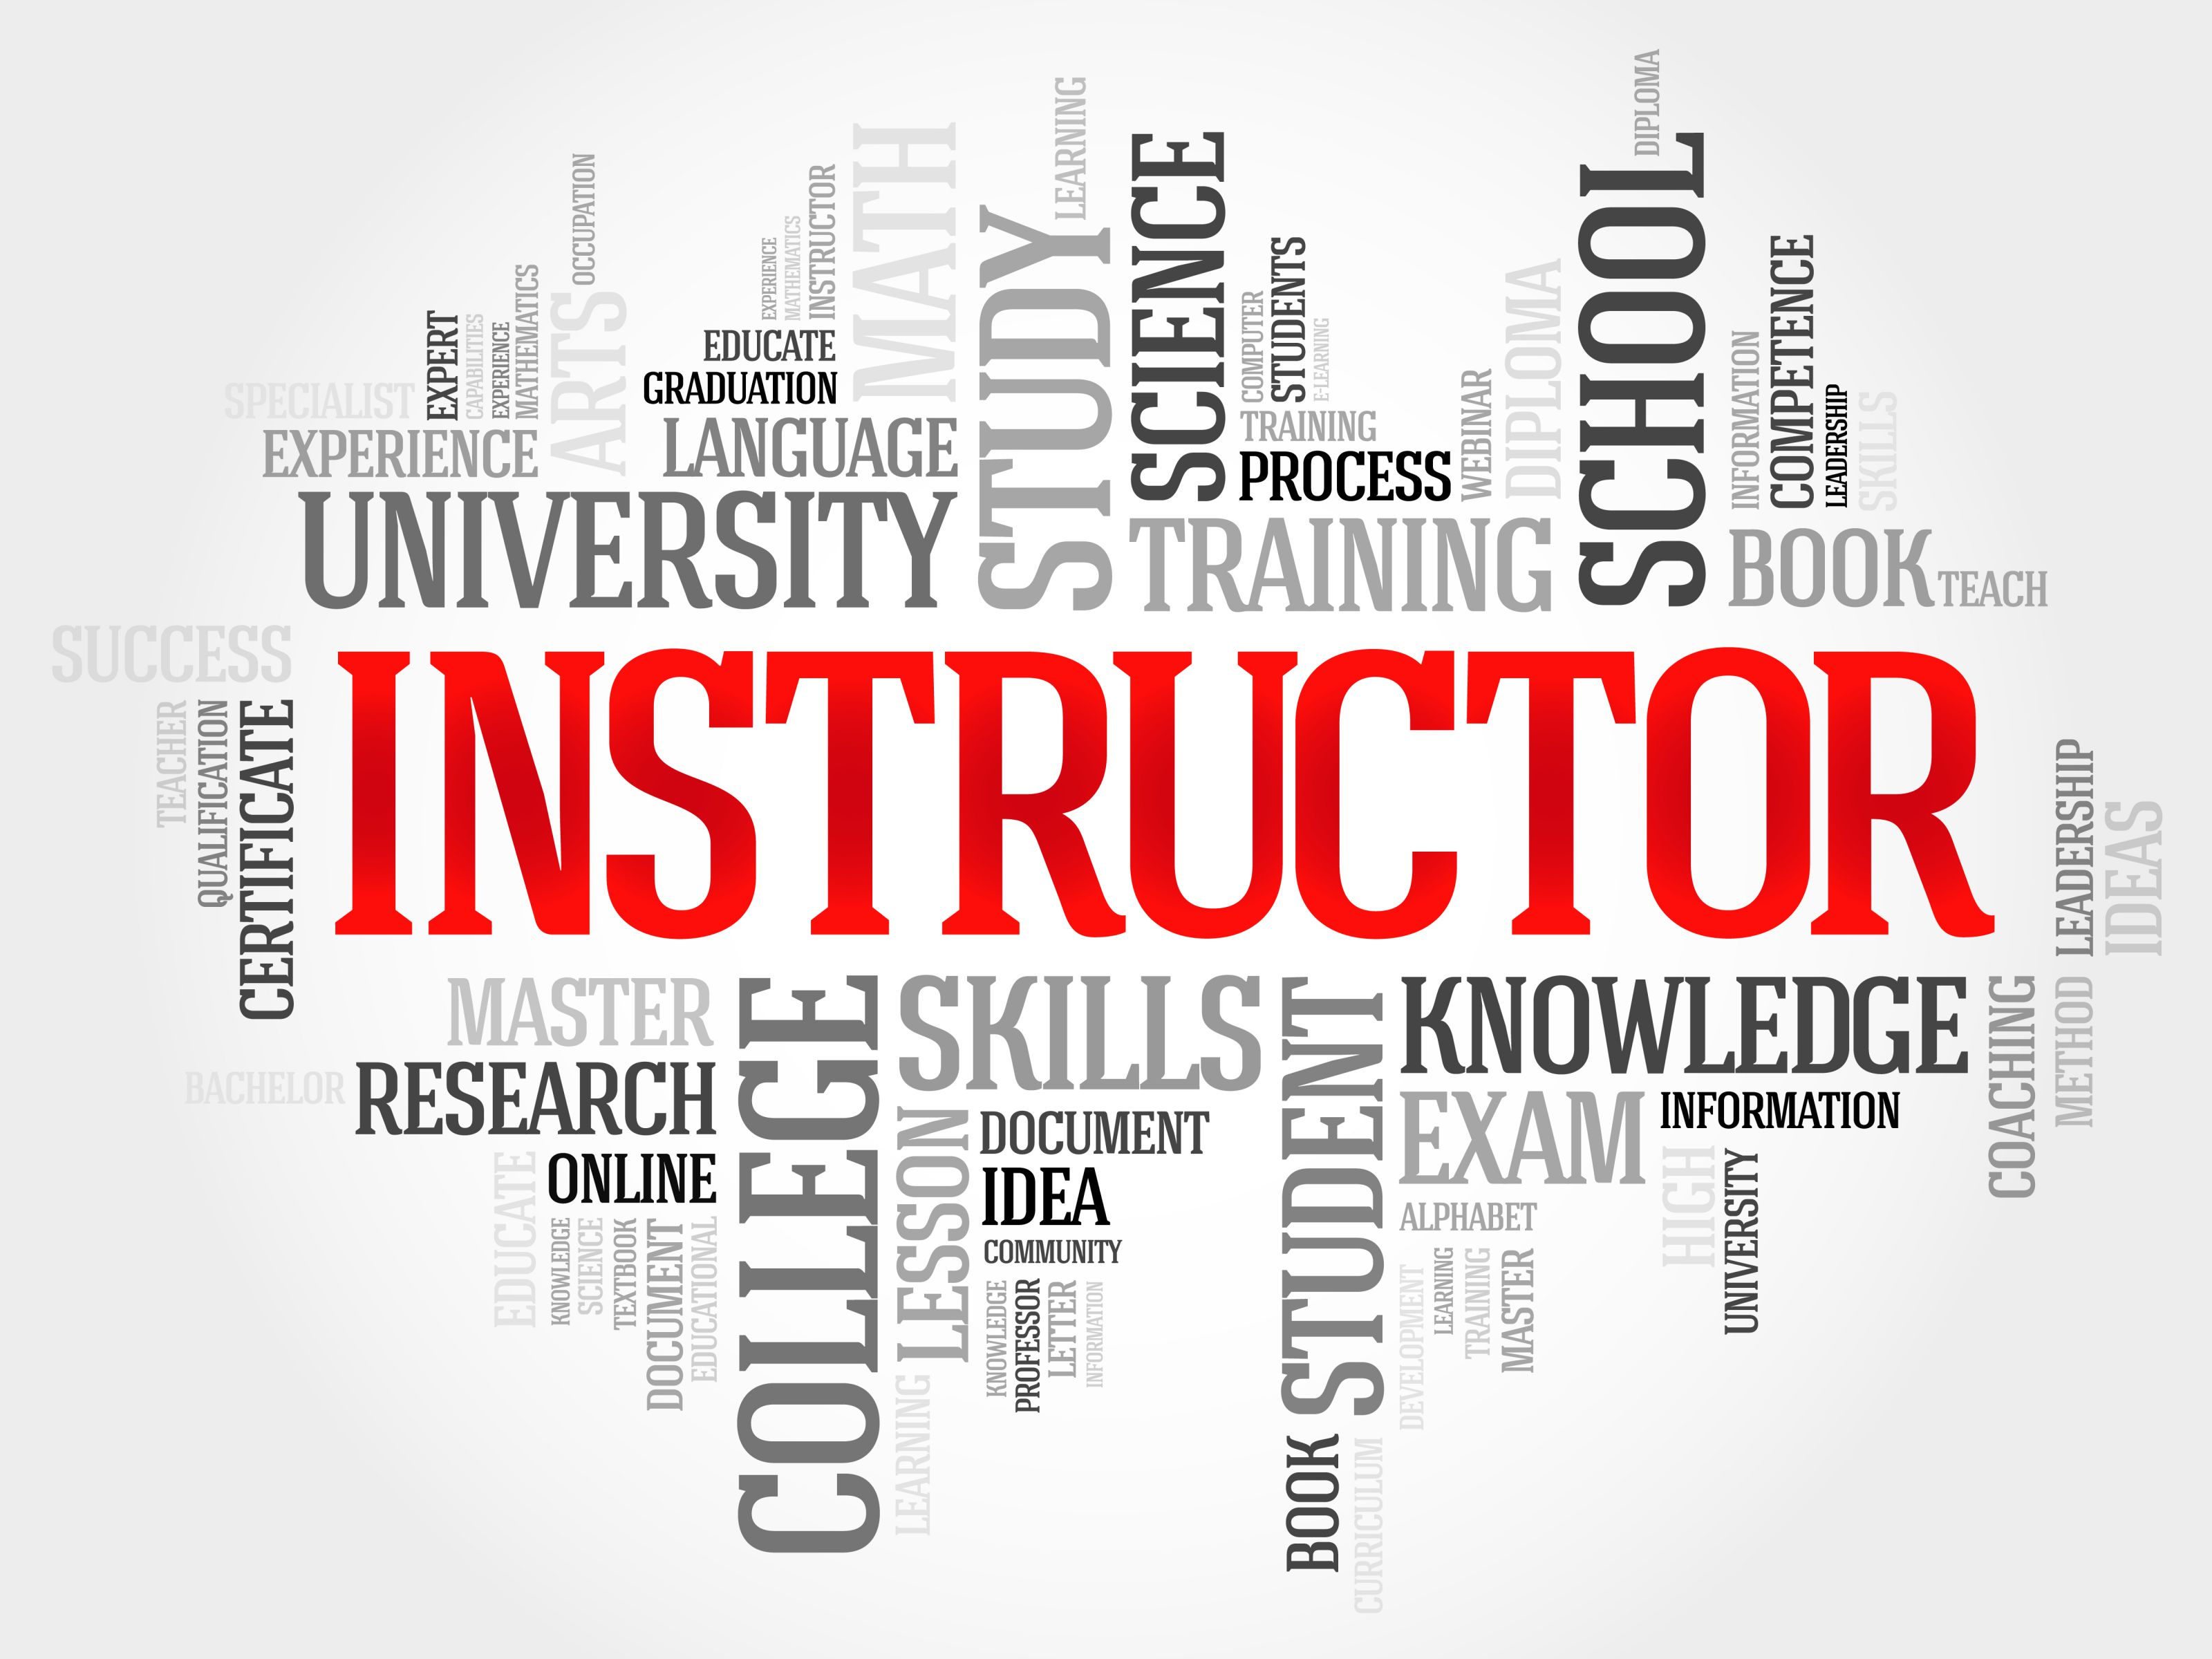 DIPLOMA
LEARNING
MATH
SCIENCE
SCHOOL
OCCUPATION
INSTRUCTOR
STUDY
MATHEMATICS
EXPERIENCE
STUDENTS
COMPETENCE
DIPLOMA
MATHEMATICS
COMPUTER
E-LEARNING
ARTS
EXPERT
CAPABILITIES
EXPERIENCE
EDUCATE
INFORMATION
WEBINAR
GRADUATION
SPECIALIST
LEADERSHIP
SKILLS
TRAINING
EXPERIENCE
LANGUAGE
PROCESS
UNIVERSITY
TRAINING
BOOK
TEACH
SUCCESS
INSTRUCTOR
TEACHER
QUALIFICATION
CERTIFICATE
LEADERSHIP
IDEAS
MASTER
COLLEGE
SKILLS
STUDENT
KNOWLEDGE
COACHING
METHOD
BACHELOR
RESEARCH
EXAM
INFORMATION
LESSON
DOCUMENT
ONLINE
EDUCATE
IDEA
HIGH
UNIVERSITY
ALPHABET
KNOWLEDGE
SCIENCE
TEXTBOOK
DOCUMENT
EDUCATIONAL
COMMUNITY
DEVELOPMENT
LEARNING
TRAINING
MASTER
KNOWLEDGE
PROFESSOR
LETTER
INFORMATION
LEARNING
BOOK
CURRICULUM